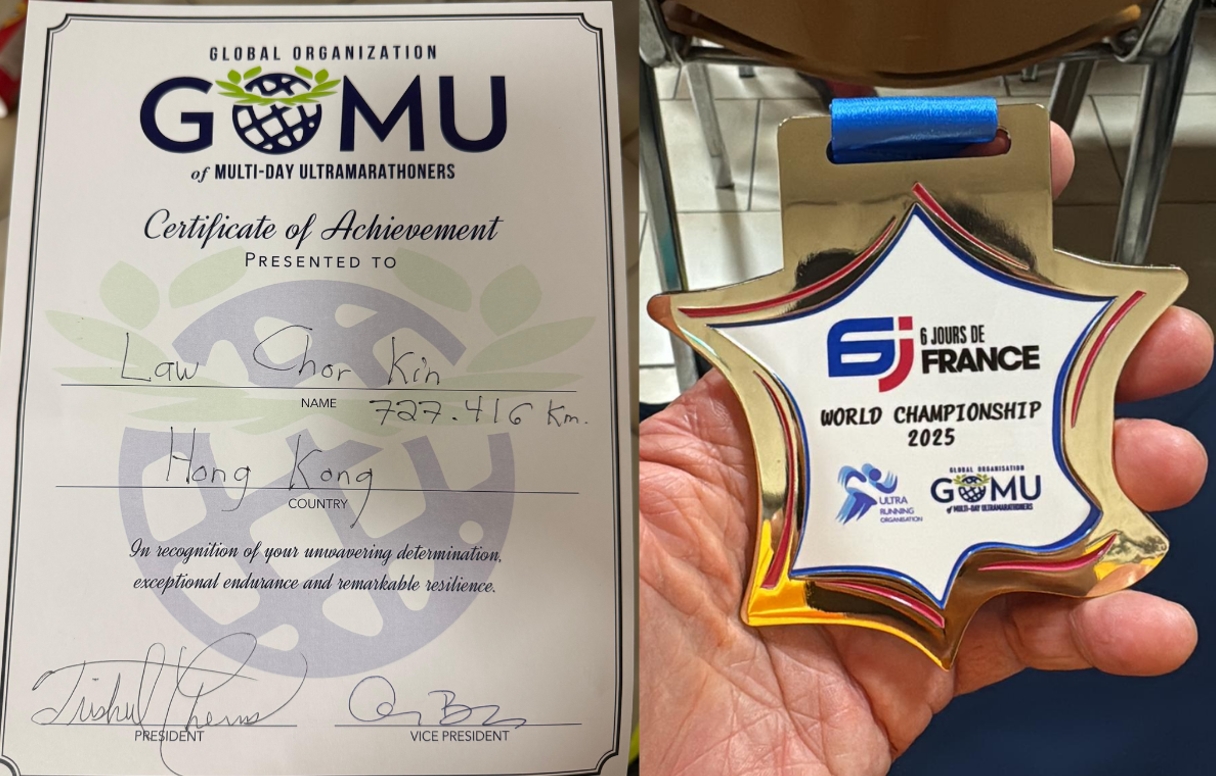 GLOBAL ORGANIZATION
GOMU
of MULTI-DAY ULTRAMARATHONERS
Certificate of Achievement
PRESENTED TO
Law Chor Kin
NAME
727.416 Km.
Hong Kong
COUNTRY
In recognition of your unwavering determination,
exceptional endurance and remarkable resilience.
PRESIDENT
VICE PRESIDENT
6J 6 JOURS DE
FRANCE
WORLD CHAMPIONSHIP
2025
ULTRA
RUNNING
ORGANISATION
GLOBAL ORGANISATION
GOMU
of MULTI-DAY ULTRAMARATHONERS